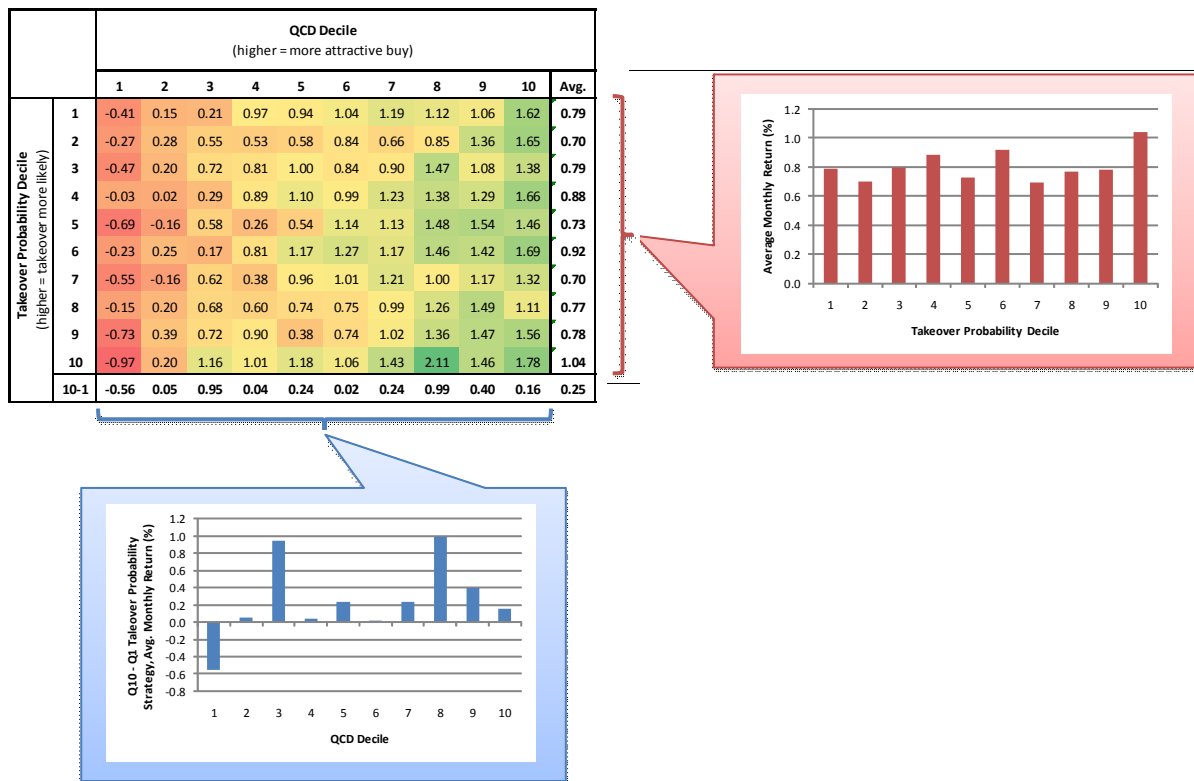 QCD Decile
(higher = more attractive buy)
1 2 3 4 5 6 7 8 9 10 Avg.
Takeover Probability Decile
(higher = takeover more likely)
1 -0.41 0.15 0.21 0.97 0.94 1.04 1.19 1.12 1.06 1.62 0.79
2 -0.27 0.28 0.55 0.53 0.58 0.84 0.66 0.85 1.36 1.65 0.70
3 -0.47 0.20 0.72 0.81 1.00 0.84 0.90 1.47 1.08 1.38 0.79
4 -0.03 0.02 0.29 0.89 1.10 0.99 1.23 1.38 1.29 1.66 0.88
5 -0.69 -0.16 0.58 0.26 0.54 1.14 1.13 1.48 1.54 1.46 0.73
6 -0.23 0.25 0.17 0.81 1.17 1.27 1.17 1.46 1.42 1.69 0.92
7 -0.55 -0.16 0.62 0.38 0.96 1.01 1.21 1.00 1.17 1.32 0.70
8 -0.15 0.20 0.68 0.60 0.74 0.75 0.99 1.26 1.49 1.11 0.77
9 -0.73 0.39 0.72 0.90 0.38 0.74 1.02 1.36 1.47 1.56 0.78
10 -0.97 0.20 1.16 1.01 1.18 1.06 1.43 2.11 1.46 1.78 1.04
10-1 -0.56 0.05 0.95 0.04 0.24 0.02 0.24 0.99 0.40 0.16 0.25
Average Monthly Return (%)
1.2
1.0
0.8
0.6
0.4
0.2
0.0
1 2 3 4 5 6 7 8 9 10
Takeover Probability Decile
Q10 - Q1 Takeover Probability
Strategy, Avg. Monthly Return (%)
1.2
1.0
0.8
0.6
0.4
0.2
0.0
-0.2
-0.4
-0.6
-0.8
1 2 3 4 5 6 7 8 9 10
QCD Decile